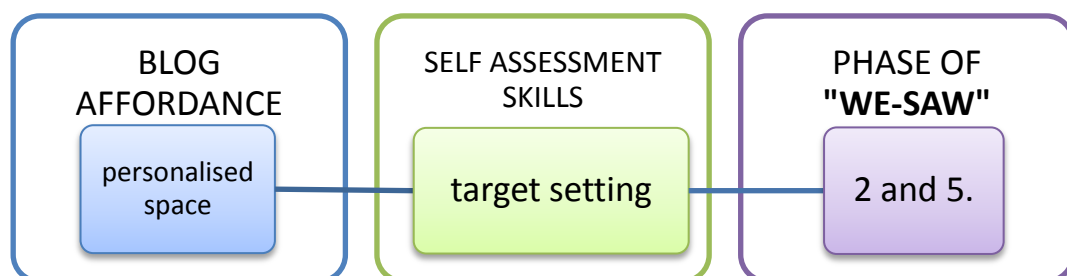 BLOG
AFFORDANCE
personalised
space
SELF ASSESSMENT
SKILLS
target setting
PHASE OF
"WE-SAW"
2 and 5.